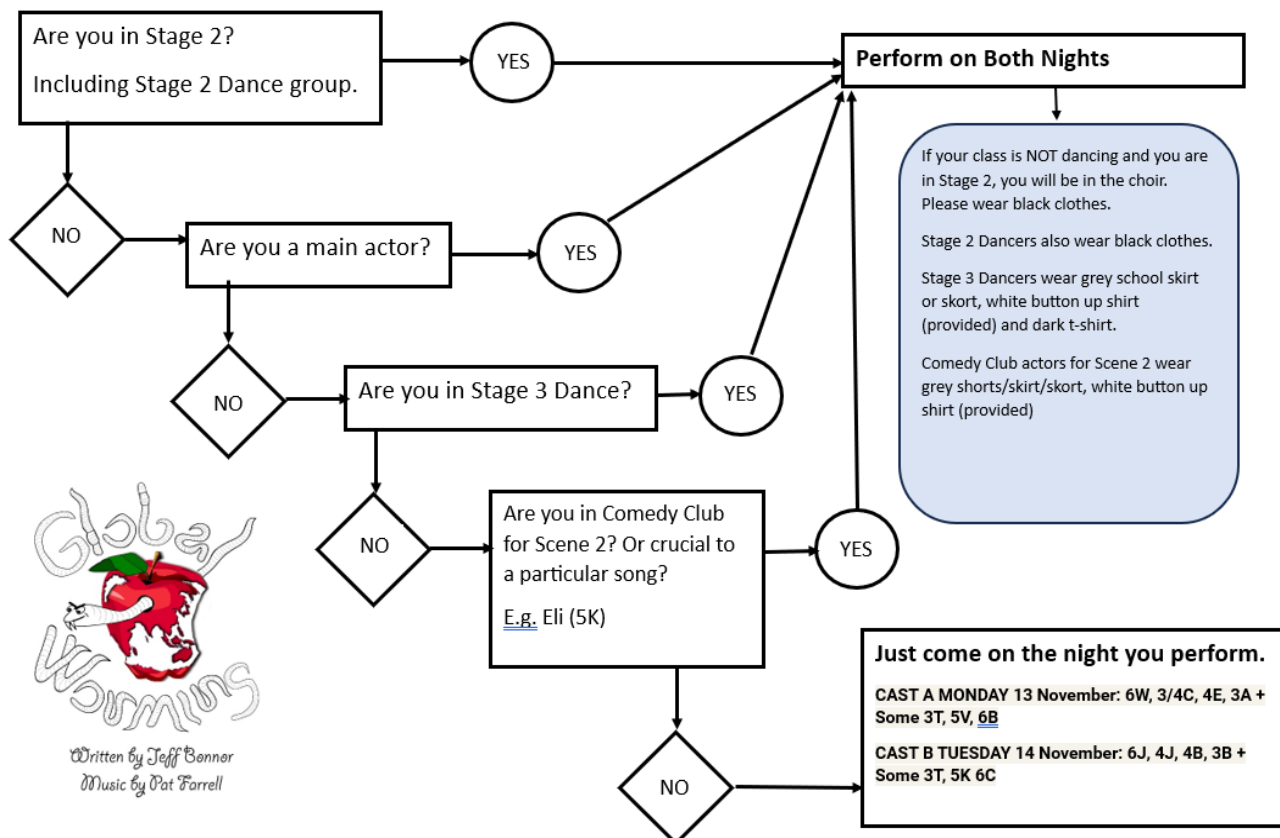 Are you in Stage 2?
Including Stage 2 Dance group.
YES
Perform on Both Nights
If your class is NOT dancing and you are
in Stage 2, you will be in the choir.
Please wear black clothes.
Stage 2 Dancers also wear black clothes.
Stage 3 Dancers wear grey school skirt
or skort, white button up shirt
(provided) and dark t-shirt.
Comedy Club actors for Scene 2 wear
grey shorts/skirt/skort, white button up
shirt (provided)
NO
Are you a main actor?
YES
NO
Are you in Stage 3 Dance?
YES
NO
Are you in Comedy Club
for Scene 2? Or crucial to
a particular song?
E.g. Eli (5K)
YES
NO
Just come on the night you perform.
CAST A MONDAY 13 November: 6W, 3/4C, 4E, 3A +
Some 3T, 5V, 6B
CAST B TUESDAY 14 November: 6J, 4J, 4B, 3B +
Some 3T, 5K 6C
Global
Worming
Written by Jeff Bonnor
Music by Pat Farrell